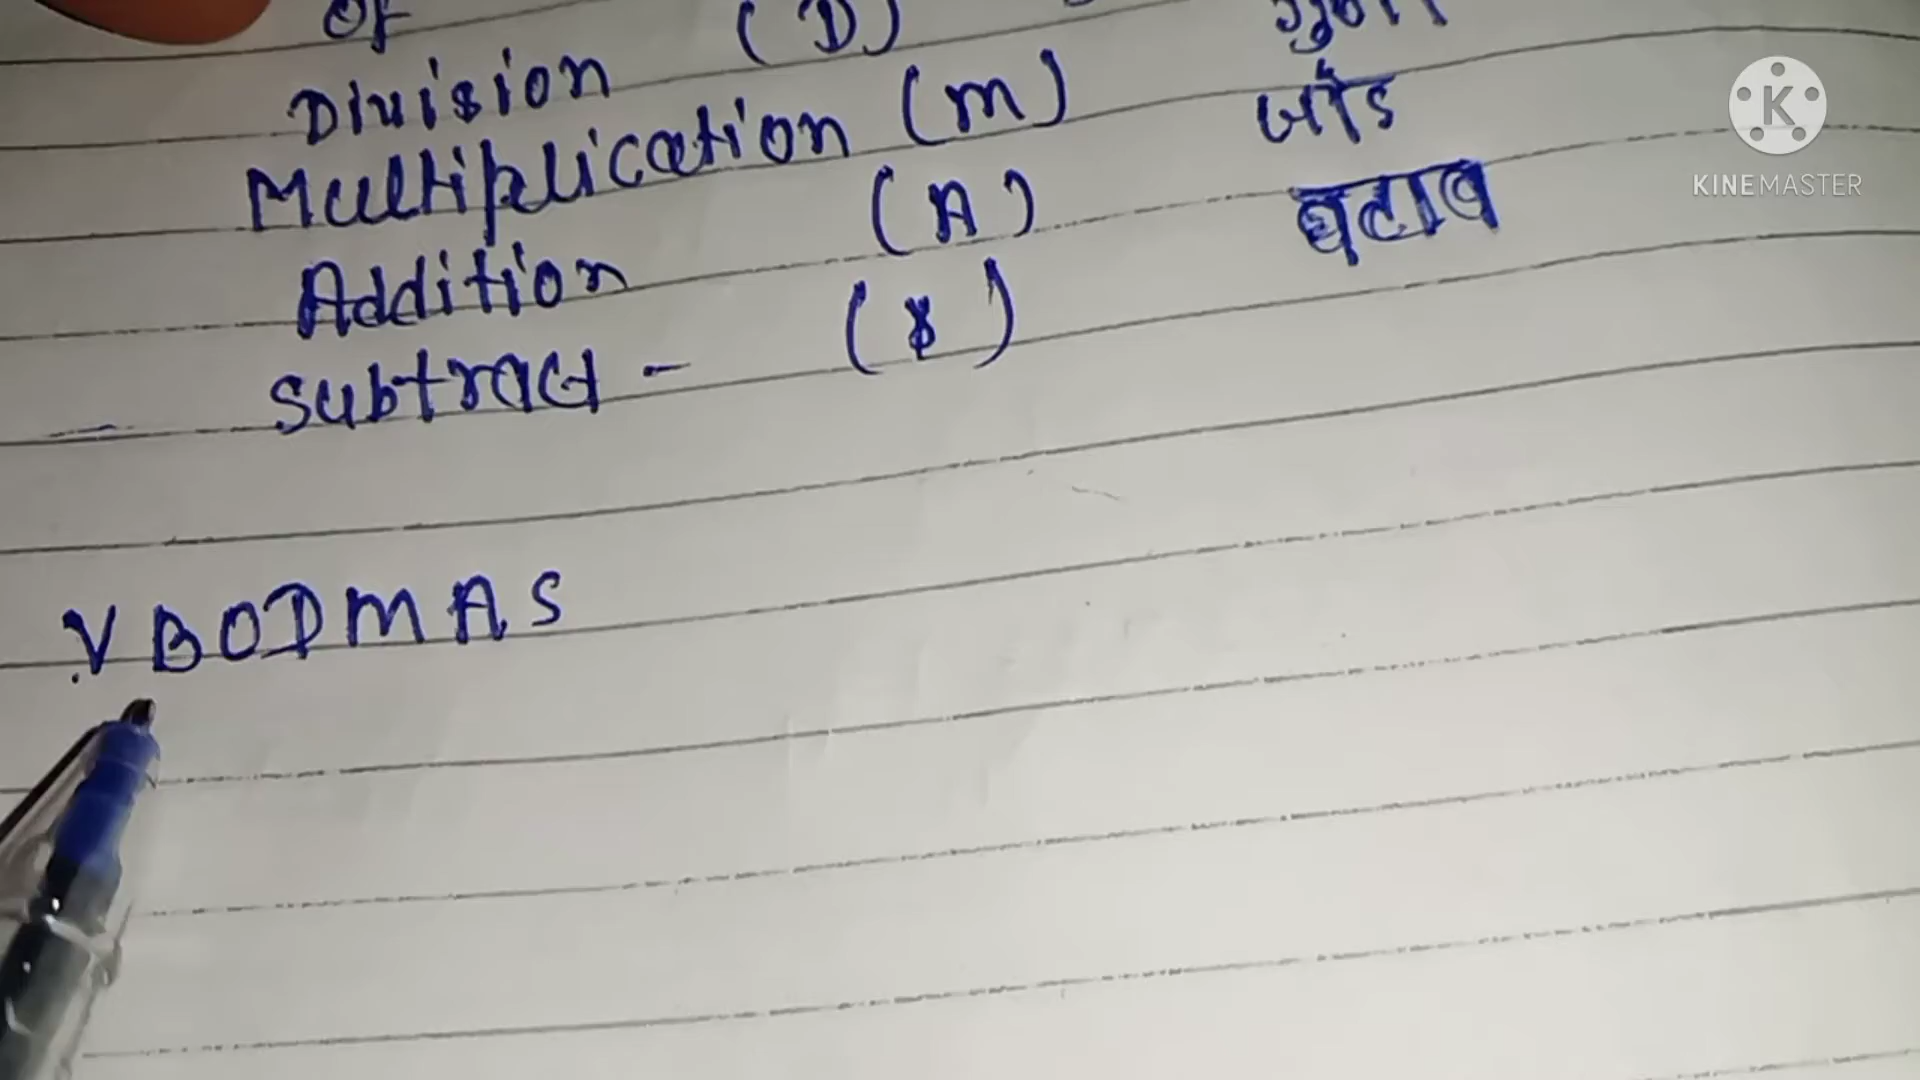 of
Division (D) गुणा
Multiplication (M) जोड
Addition (A) घटाव
Subtract - (S)
VBODMAS
KINEMASTER